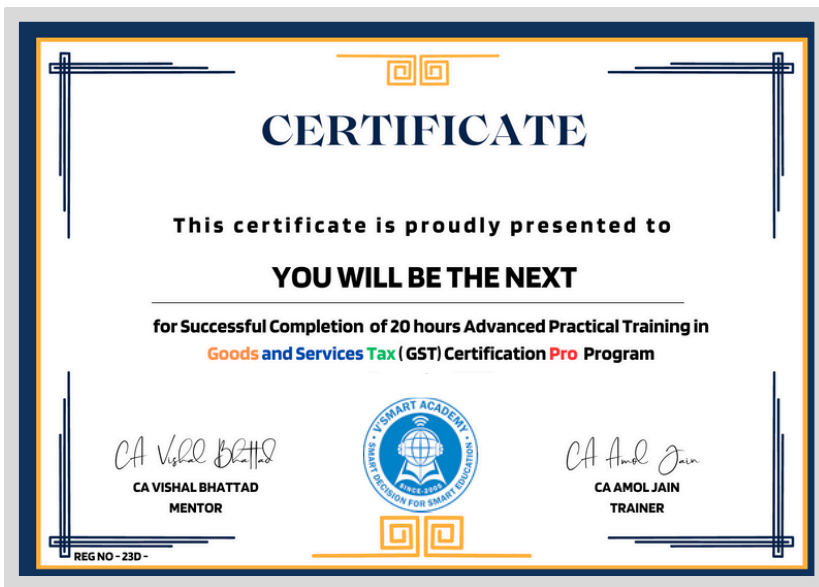 CERTIFICATE
This certificate is proudly presented to
YOU WILL BE THE NEXT
for Successful Completion of 20 hours Advanced Practical Training in
Goods and Services Tax ( GST) Certification Pro Program
CA Vishal Bhattad
CA VISHAL BHATTAD
MENTOR
V'SMART ACADEMY
SINCE-2005
SMART DECISION FOR SMART EDUCATION
CA Amol Jain
CA AMOL JAIN
TRAINER
REG NO - 23D -